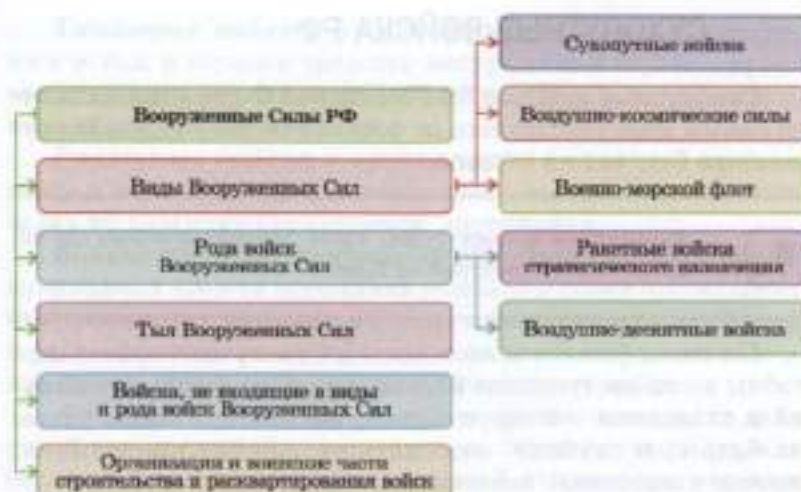 Вооруженные Силы РФ
Виды Вооруженных Сил
Рода войск
Вооруженных Сил
Тыл Вооруженных Сил
Войска, не входящие в виды
и рода войск Вооруженных Сил
Организации и воинские части
строительства и расквартирования войск
Сухопутные войска
Воздушно-космические силы
Военно-морской флот
Ракетные войска
стратегического назначения
Воздушно-десантные войска